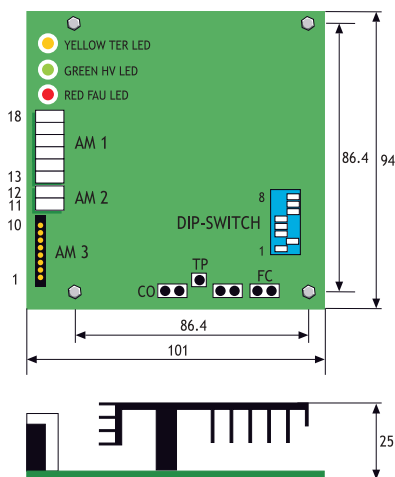 YELLOW TER LED
GREEN HV LED
RED FAU LED
18
AM 1
13
12
AM 2
11
10
AM 3
1
8
DIP-SWITCH
1
TP
CO
FC
86.4
94
86.4
101
25